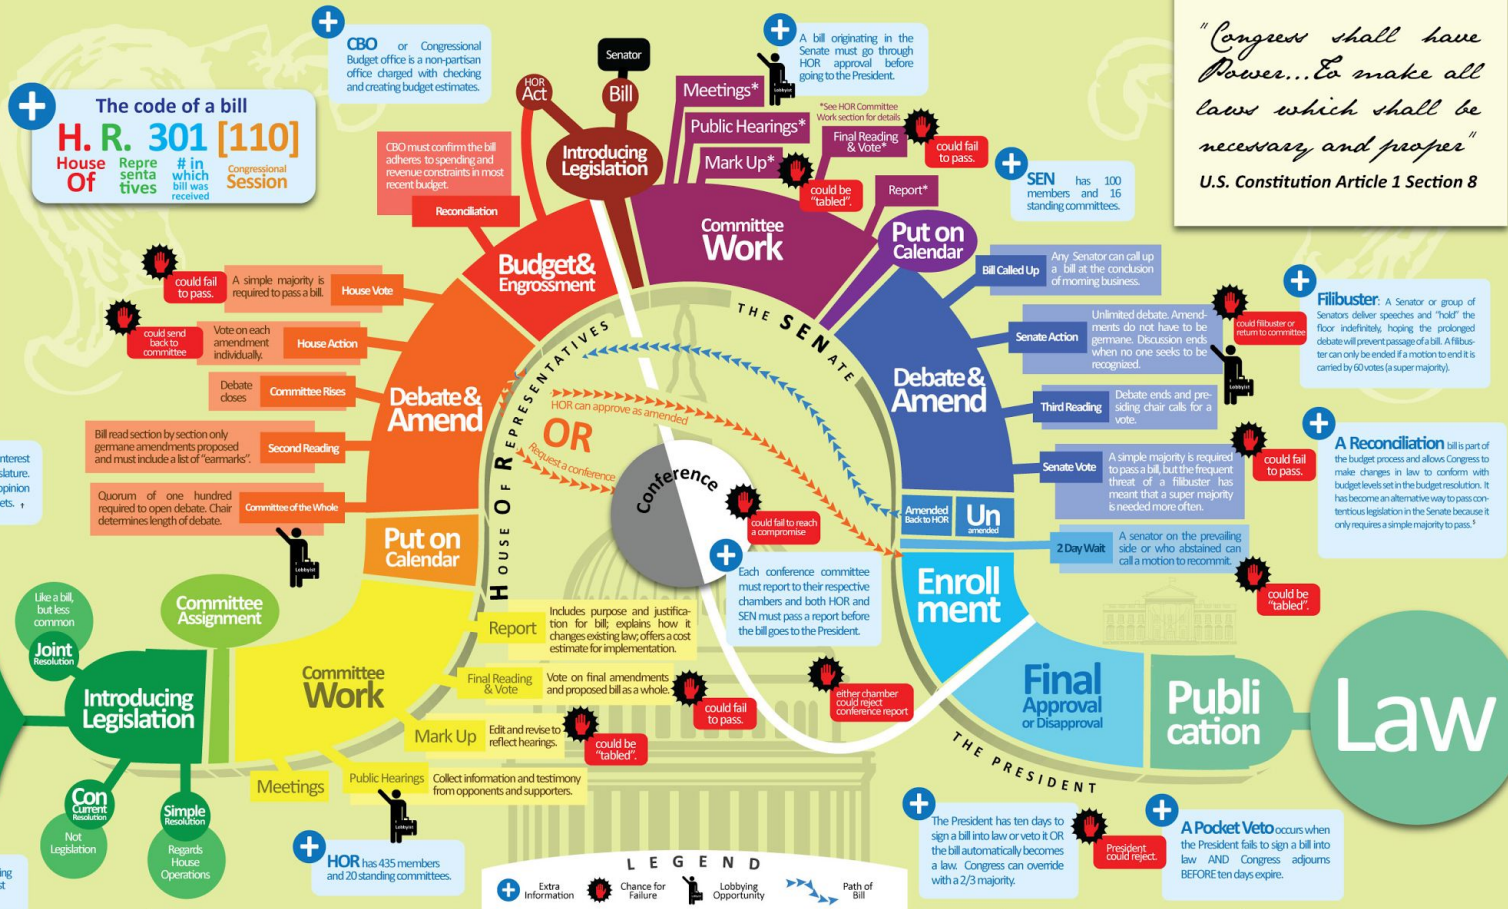 CBO or Congressional
Budget office is a non-partisan
office charged with checking
and creating budget estimates.
The code of a bill
H. R. 301 [110]
House
Of
Repre
senta
tives
# in
which
bill was
received
Congressional
Session
HOR
Act
Senator
Bill
Introducing
Legislation
A bill originating in the
Senate must go through
HOR approval before
going to the President.
Lobbyist
"Congress shall have
Power...To make all
laws which shall be
necessary and proper"
U.S. Constitution Article 1 Section 8
Meetings*
Public Hearings*
Mark Up*
could be
"tabled".
*See HOR Committee
Work section for details
Final Reading
& Vote*
could fail
to pass.
Report*
Committee
Work
SEN has 100
members and 16
standing committees.
Put on
Calendar
CBO must confirm the bill
adheres to spending and
revenue constraints in most
recent budget.
Reconciliation
Budget&
Engrossment
could fail
to pass.
A simple majority is
required to pass a bill.
House Vote
could send
back to
committee
Vote on each
amendment
individually.
House Action
Debate
closes
Committee Rises
Bill read section by section only
germane amendments proposed
and must include a list of "earmarks".
Second Reading
Quorum of one hundred
required to open debate. Chair
determines length of debate.
Committee of the Whole
Lobbyist
Debate &
Amend
Put on
Calendar
HOUSE OF REPRESENTATIVES
THE SENATE
HOR can approve as amended
OR
Request a conference
Conference
could fail to reach
a compromise
Each conference committee
must report to their respective
chambers and both HOR and
SEN must pass a report before
the bill goes to the President.
either chamber
could reject
conference report
Bill Called Up
Any Senator can call up
a bill at the conclusion
of morning business.
Senate Action
Unlimited debate. Amend-
ments do not have to be
germane. Discussion ends
when no one seeks to be
recognized.
could filibuster or
return to committee
Lobbyist
Filibuster: A Senator or group of
Senators deliver speeches and "hold" the
floor indefinitely, hoping the prolonged
debate will prevent passage of a bill. A filibus-
ter can only be ended if a motion to end it is
carried by 60 votes (a super majority).
Debate &
Amend
Third Reading
Debate ends and pre-
siding chair calls for a
vote.
Senate Vote
A simple majority is required
to pass a bill, but the frequent
threat of a filibuster has
meant that a super majority
is needed more often.
could fail
to pass.
A Reconciliation bill is part of
the budget process and allows Congress to
make changes in law to conform with
budget levels set in the budget resolution. It
has become an alternative way to pass con-
tentious legislation in the Senate because it
only requires a simple majority to pass.
Amended
Back to HOR
Un
amended
2 Day Wait
A senator on the prevailing
side or who abstained can
call a motion to recommit.
could be
"tabled".
Enroll
ment
Final
Approval
or Disapproval
Publi
cation
Law
THE PRESIDENT
The President has ten days to
sign a bill into law or veto it OR
the bill automatically becomes
a law. Congress can override
with a 2/3 majority.
President
could reject.
A Pocket Veto occurs when
the President fails to sign a bill into
law AND Congress adjourns
BEFORE ten days expire.
nterest
slature.
opinion
ets. †
Like a bill,
but less
common
Joint
Resolution
Introducing
Legislation
Con
Current
Resolution
Not
Legislation
Simple
Resolution
Regards
House
Operations
Committee
Assignment
Committee
Work
Report
Includes purpose and justifica-
tion for bill; explains how it
changes existing law; offers a cost
estimate for implementation.
Final Reading
& Vote
Vote on final amendments
and proposed bill as a whole.
could fail
to pass.
Mark Up
Edit and revise to
reflect hearings.
could be
"tabled".
Public Hearings
Collect information and testimony
from opponents and supporters.
Lobbyist
Meetings
HOR has 435 members
and 20 standing committees.
ing
st
LEGEND
Extra
Information
Chance for
Failure
Lobbying
Opportunity
Path of
Bill